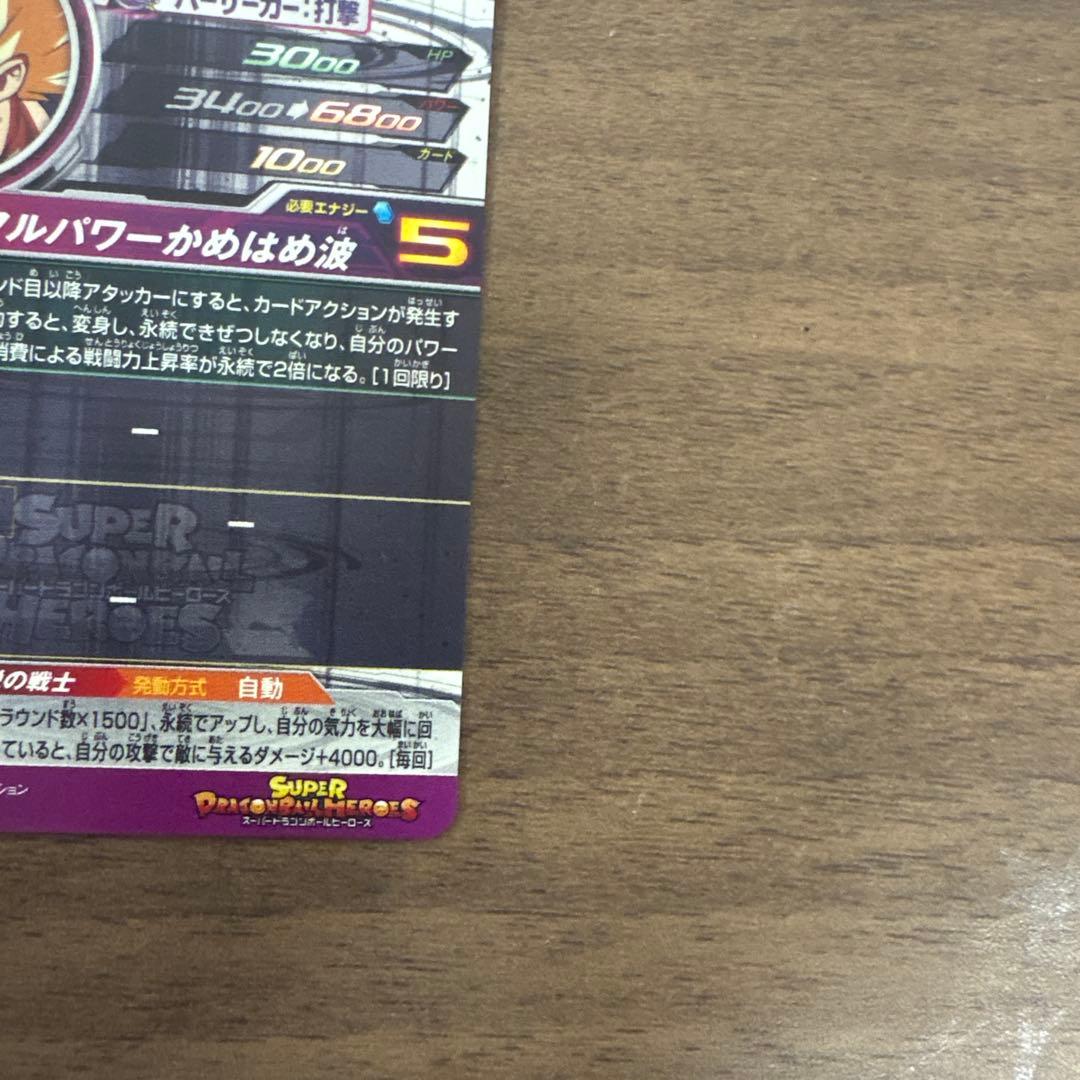 バーサーカー：打撃
3000 HP
3400 6800 パワー
1000 カード
必要エナジー
ルパワーかめはめ波 5
ンド目以降アタッカーにすると、カードアクションが発生す
すると、変身し、永続できぜつしなくなり、自分のパワー
消費による戦闘力上昇率が永続で2倍になる。[1回限り]
ー
ー
SUPER
DRAGONBALL
スーパードラゴンボールヒーローズ
HEROES
ー
の戦士 発動方式 自動
ラウンド数×1500」、永続でアップし、自分の気力を大幅に回
ていると、自分の攻撃で敵に与えるダメージ+4000。[毎回]
ション
SUPER
DRAGONBALL HEROES
スーパードラゴンボールヒーローズ